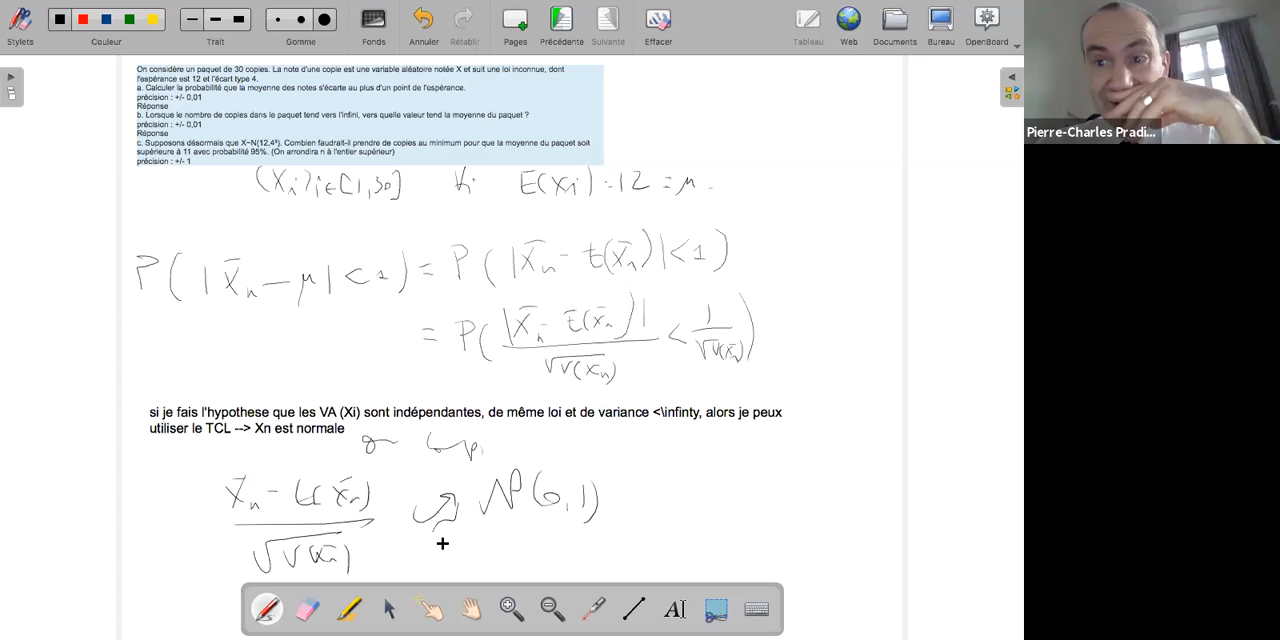 Stylets Couleur Trait Gomme Fonds Annuler Rétablir Pages Précédente Suivante Effacer Tableau Web Documents Bureau OpenBoard
On considère un paquet de 30 copies. La note d'une copie est une variable aléatoire notée X et suit une loi inconnue, dont
l'espérance est 12 et l'écart type 4.
a. Calculer la probabilité que la moyenne des notes s'écarte au plus d'un point de l'espérance.
précision : +/- 0,01
Réponse
b. Lorsque le nombre de copies dans le paquet tend vers l'infini, vers quelle valeur tend la moyenne du paquet ?
précision : +/- 0,01
Réponse
c. Supposons désormais que X~N(12,4²). Combien faudrait-il prendre de copies au minimum pour que la moyenne du paquet soit
supérieure à 11 avec probabilité 95%. (On arrondira n à l'entier supérieur)
précision : +/- 1
Pierre-Charles Pradi...
(Xi) i∈[1,30] ∀i E(Xi) = 12 = μ.
P(|X̄n - μ| < 1) = P(|X̄n - E(X̄n)| < 1)
= P(|X̄n - E(X̄n)| / √V(X̄n) < 1 / √V(X̄n))
si je fais l'hypothese que les VA (Xi) sont indépendantes, de même loi et de variance <\infinty, alors je peux
utiliser le TCL --> Xn est normale
X̄n - E(X̄n) / √V(X̄n) ↝ N(0,1)
AI